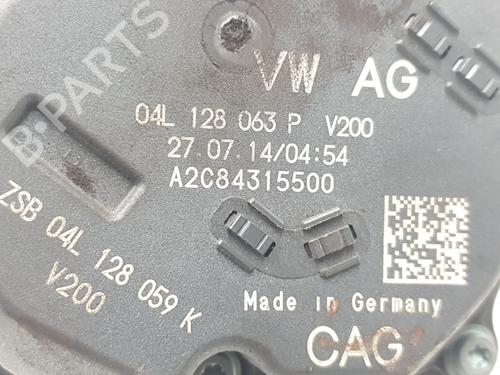 VW AG
04L 128 063 P V200
27.07.14/04:54
A2C84315500
ZSB 04L 128 059 K
V200
Made in Germany
CAG
B-PARTS